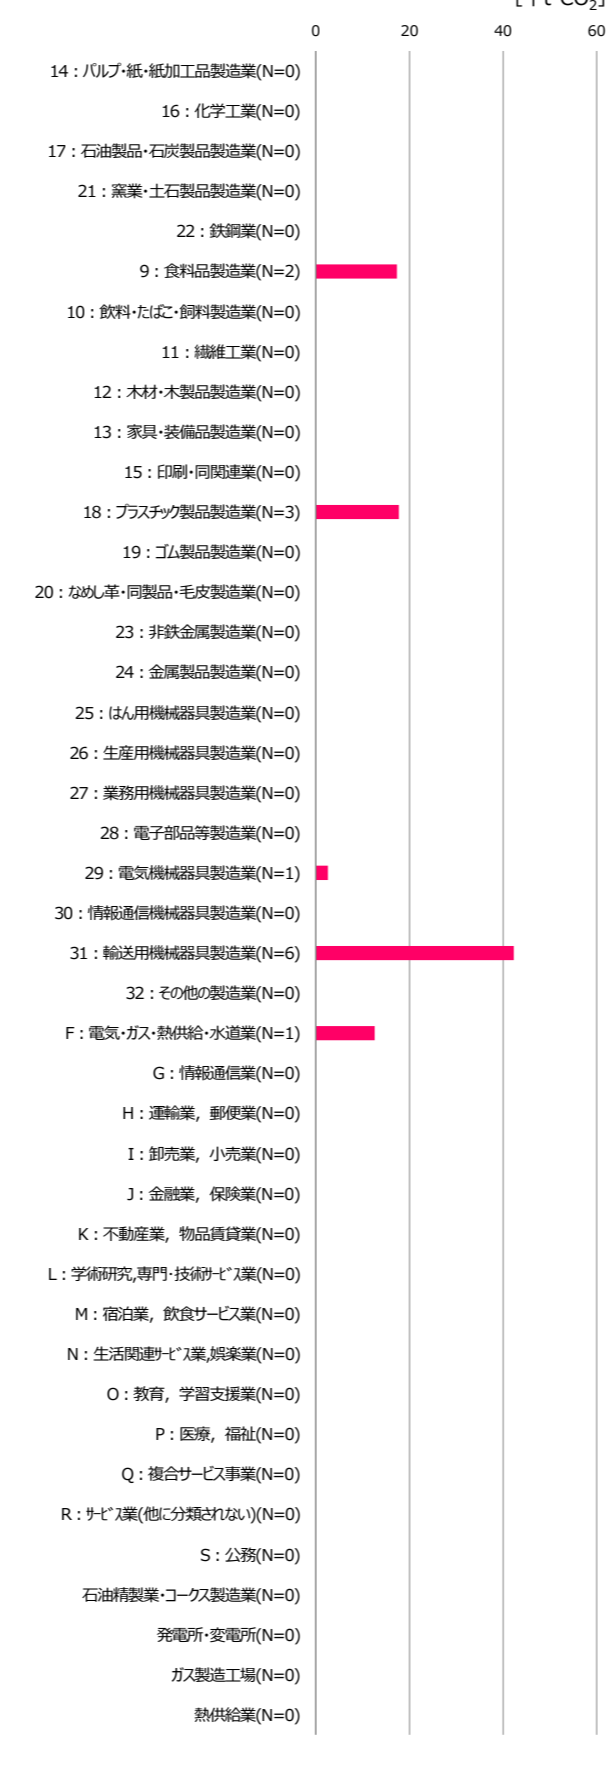 [千t-CO₂]
0 20 40 60
14：パルプ・紙・紙加工品製造業(N=0)
16：化学工業(N=0)
17：石油製品・石炭製品製造業(N=0)
21：窯業・土石製品製造業(N=0)
22：鉄鋼業(N=0)
9：食料品製造業(N=2)
10：飲料・たばこ・飼料製造業(N=0)
11：繊維工業(N=0)
12：木材・木製品製造業(N=0)
13：家具・装備品製造業(N=0)
15：印刷・同関連業(N=0)
18：プラスチック製品製造業(N=3)
19：ゴム製品製造業(N=0)
20：なめし革・同製品・毛皮製造業(N=0)
23：非鉄金属製造業(N=0)
24：金属製品製造業(N=0)
25：はん用機械器具製造業(N=0)
26：生産用機械器具製造業(N=0)
27：業務用機械器具製造業(N=0)
28：電子部品等製造業(N=0)
29：電気機械器具製造業(N=1)
30：情報通信機械器具製造業(N=0)
31：輸送用機械器具製造業(N=6)
32：その他の製造業(N=0)
F：電気・ガス・熱供給・水道業(N=1)
G：情報通信業(N=0)
H：運輸業，郵便業(N=0)
I：卸売業，小売業(N=0)
J：金融業，保険業(N=0)
K：不動産業，物品賃貸業(N=0)
L：学術研究,専門・技術ｻｰﾋﾞｽ業(N=0)
M：宿泊業，飲食サービス業(N=0)
N：生活関連ｻｰﾋﾞｽ業,娯楽業(N=0)
O：教育，学習支援業(N=0)
P：医療，福祉(N=0)
Q：複合サービス事業(N=0)
R：ｻｰﾋﾞｽ業(他に分類されない)(N=0)
S：公務(N=0)
石油精製業・コークス製造業(N=0)
発電所・変電所(N=0)
ガス製造工場(N=0)
熱供給業(N=0)